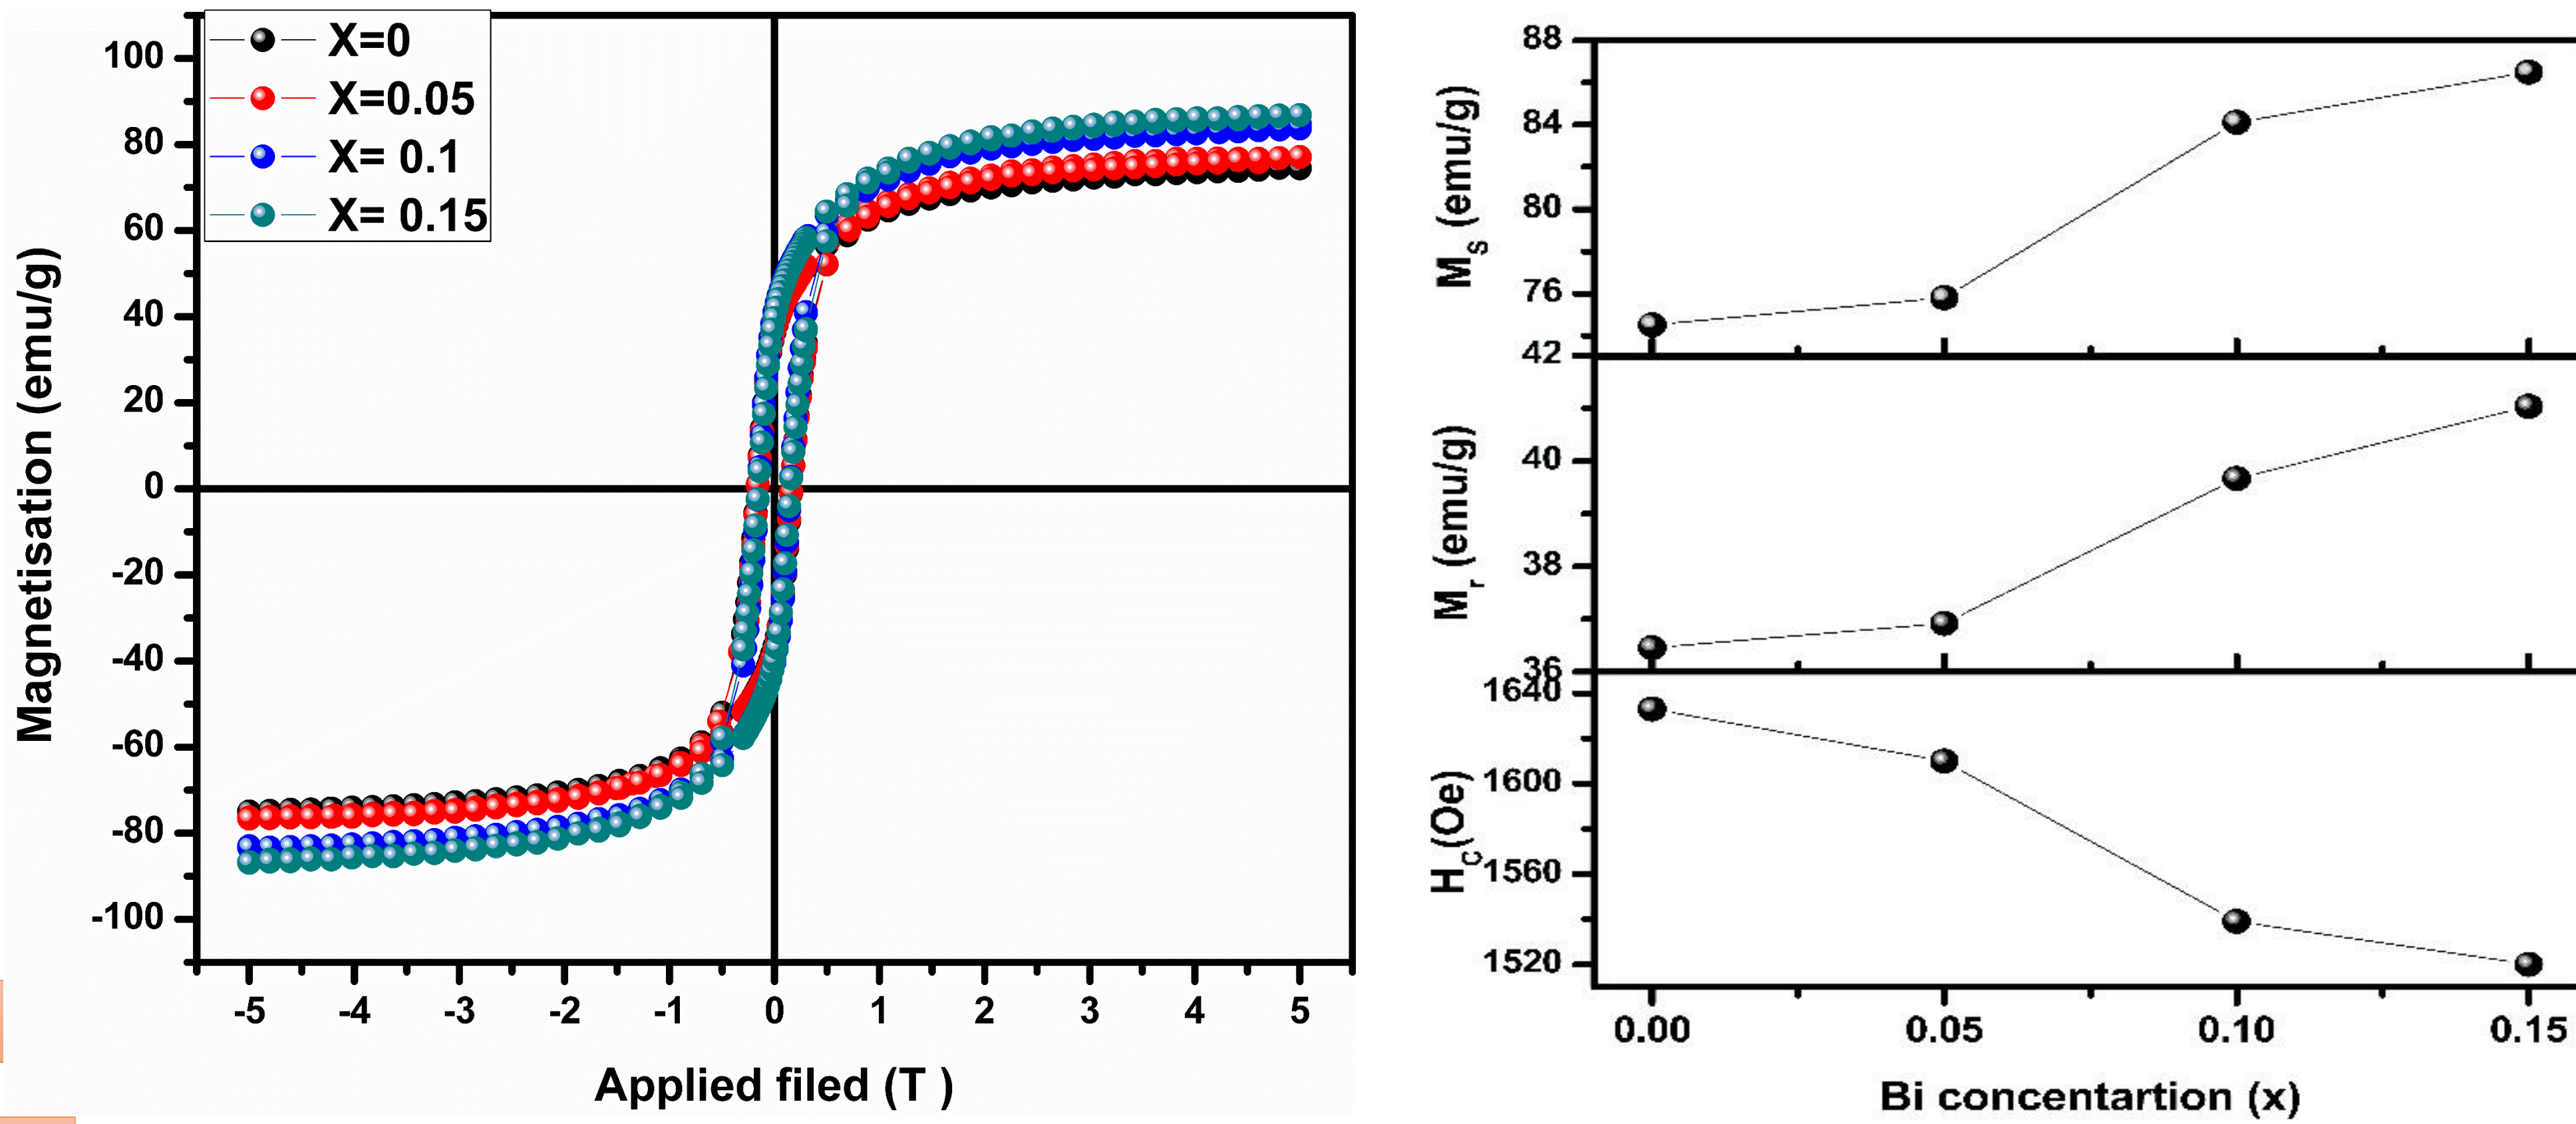 X=0
X=0.05
X= 0.1
X= 0.15
Magnetisation (emu/g)
100
80
60
40
20
0
-20
-40
-60
-80
-100
-5 -4 -3 -2 -1 0 1 2 3 4 5
Applied filed (T )
Ms (emu/g)
88
84
80
76
Mr (emu/g)
42
40
38
36
Hc(Oe)
1640
1600
1560
1520
0.00 0.05 0.10 0.15
Bi concentartion (x)